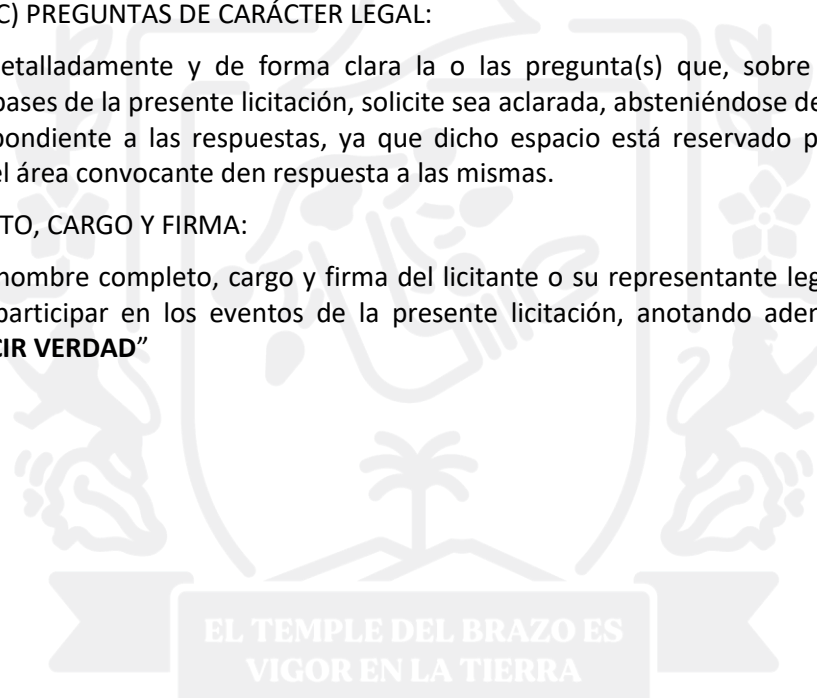 C) PREGUNTAS DE CARÁCTER LEGAL:
etalladamente y de forma clara la o las pregunta(s) que, sobre
bases de la presente licitación, solicite sea aclarada, absteniéndose de
pondiente a las respuestas, ya que dicho espacio está reservado p
el área convocante den respuesta a las mismas.
TO, CARGO Y FIRMA:
nombre completo, cargo y firma del licitante o su representante leg
participar en los eventos de la presente licitación, anotando ader
CIR VERDAD”
EL TEMPLE DEL BRAZO ES
VIGOR EN LA TIERRA